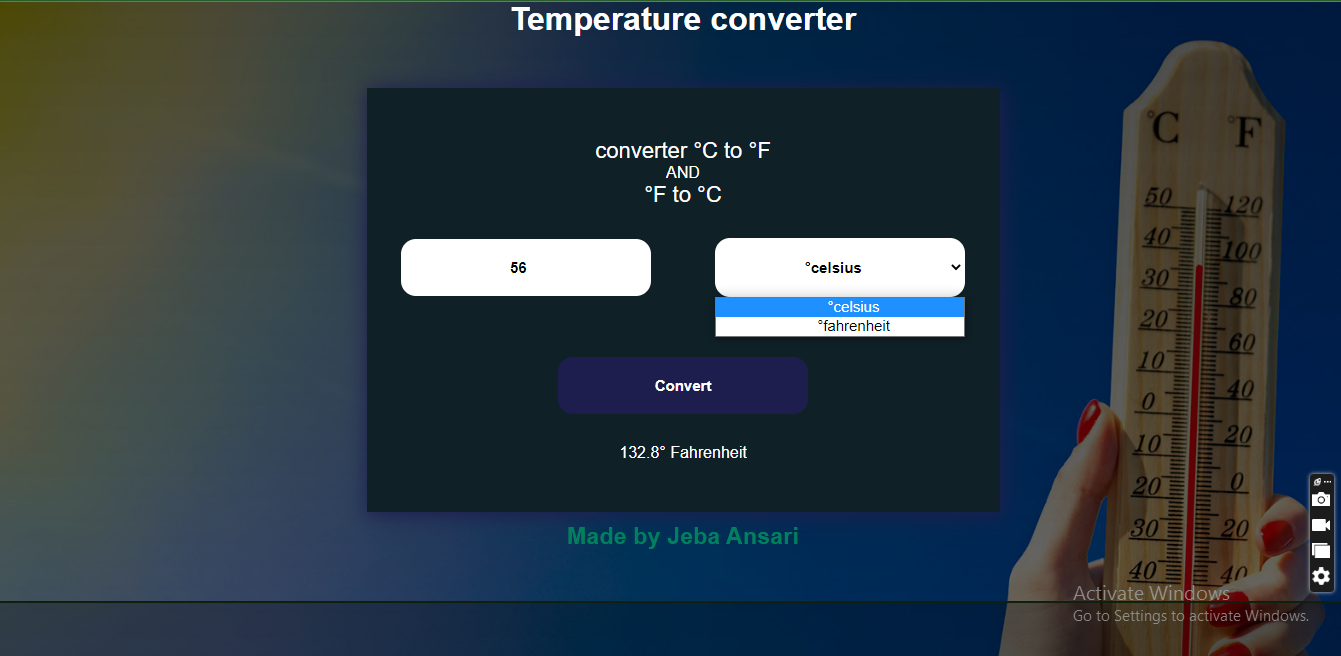 Temperature converter
converter °C to °F
AND
°F to °C
56
°celsius
°celsius
°fahrenheit
Convert
132.8° Fahrenheit
Made by Jeba Ansari
°C °F
50 120
40 100
30 80
20 60
10 40
0 20
10 0
20 20
30 40
40
Activate Windows
Go to Settings to activate Windows.